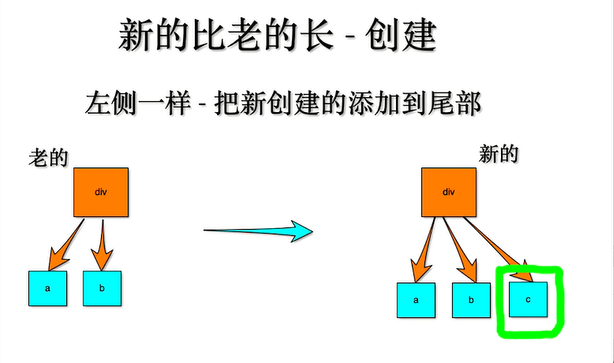 新的比老的长 - 创建
左侧一样 - 把新创建的添加到尾部
老的
新的
div
div
a
b
a
b
c